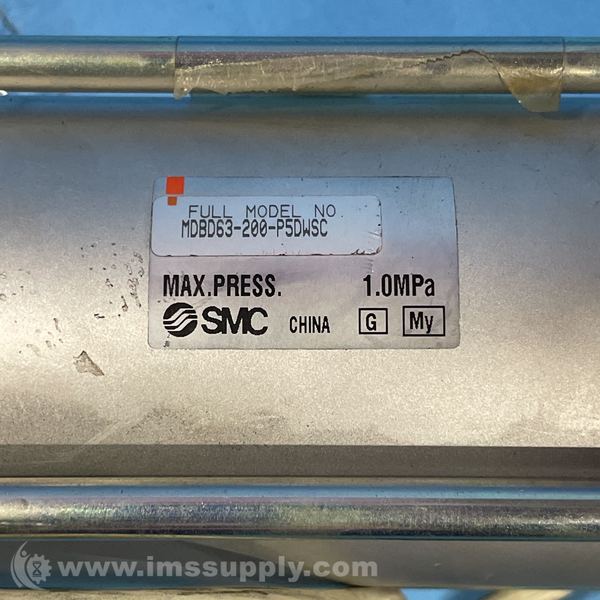 FULL MODEL NO
MDBD63-200-P5DWSC
MAX.PRESS. 1.0MPa
SMC CHINA G My
www.imssupply.com